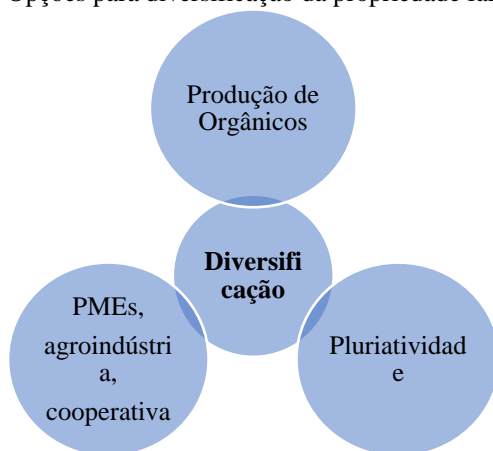 Opções para diversificação da propriedade
Produção de
Orgânicos
Diversifi
cação
PMEs,
agroindústri
a,
cooperativa
Pluriatividad
e